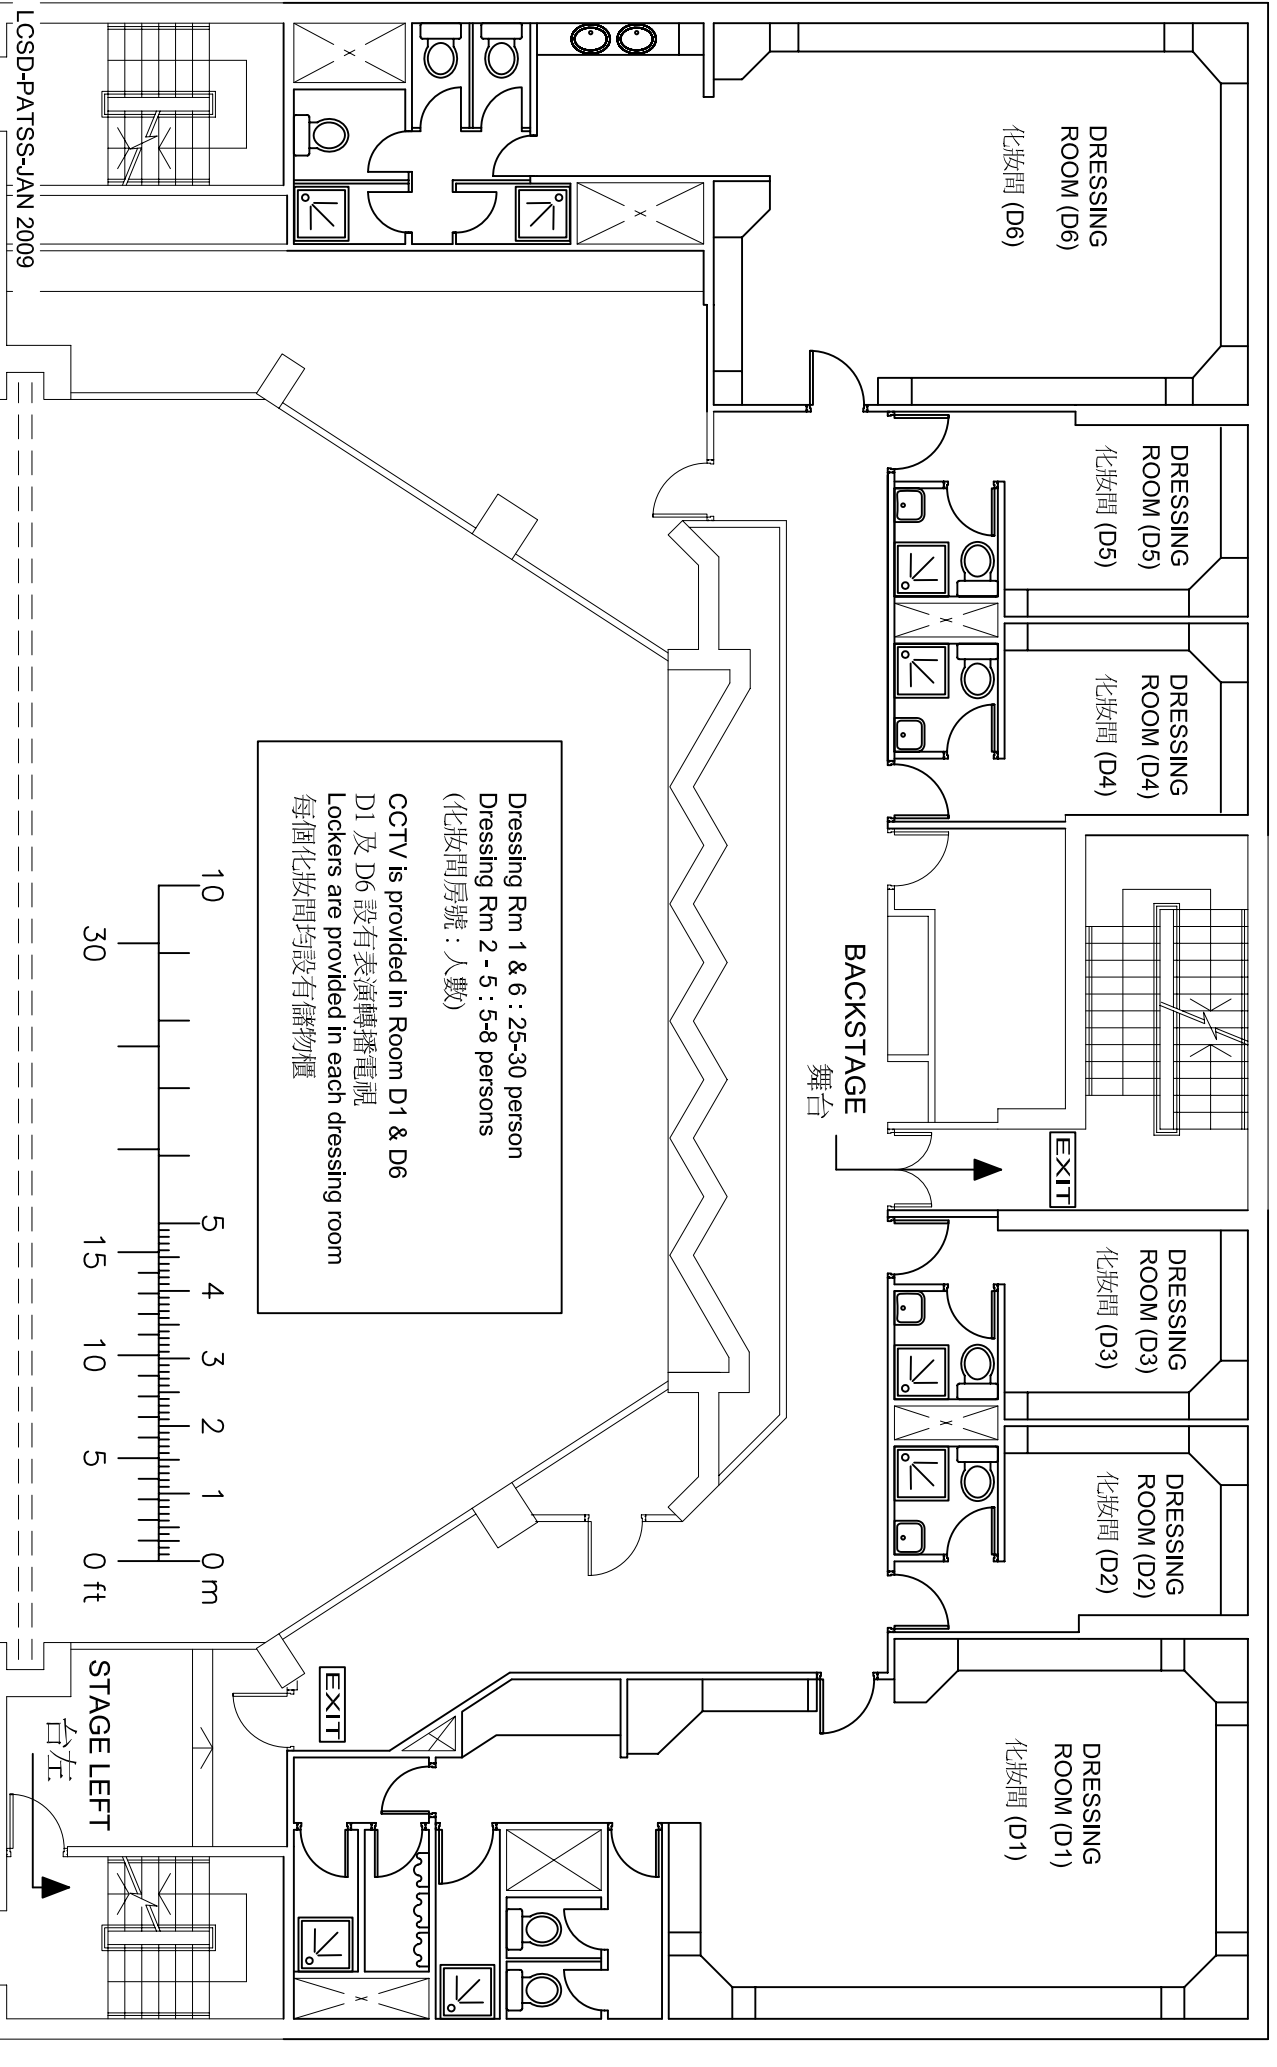 DRESSING
ROOM (D6)
化妝間 (D6)
DRESSING
ROOM (D5)
化妝間 (D5)
DRESSING
ROOM (D4)
化妝間 (D4)
EXIT
DRESSING
ROOM (D3)
化妝間 (D3)
DRESSING
ROOM (D2)
化妝間 (D2)
DRESSING
ROOM (D1)
化妝間 (D1)
BACKSTAGE
舞台
Dressing Rm 1 & 6 : 25-30 person
Dressing Rm 2 - 5 : 5-8 persons
(化妝間房號 : 人數)
CCTV is provided in Room D1 & D6
D1 及 D6 設有表演轉播電視
Lockers are provided in each dressing room
每個化妝間均設有儲物櫃
EXIT
10 5 4 3 2 1 0 m
30 15 10 5 0 ft
STAGE LEFT
台左
LCSD-PATSS-JAN 2009